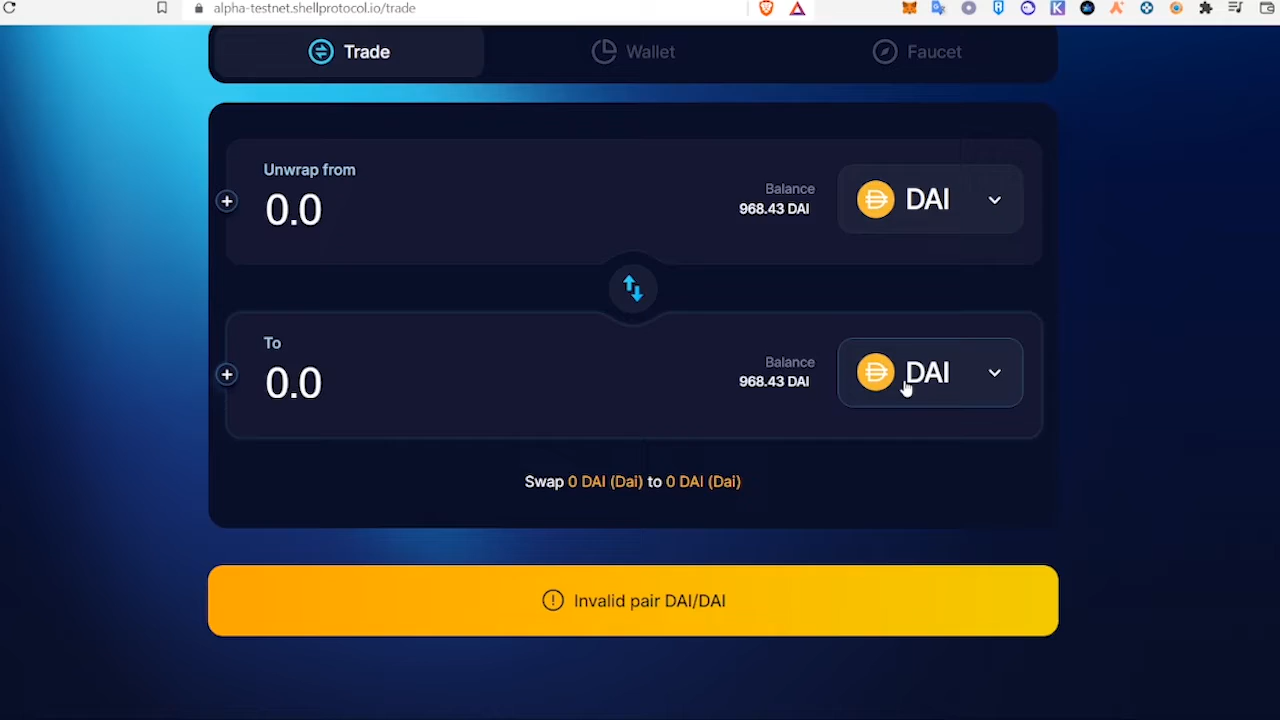 alpha-testnet.shellprotocol.io/trade
Trade
Wallet
Faucet
Unwrap from
0.0
Balance
968.43 DAI
DAI
To
0.0
Balance
968.43 DAI
DAI
Swap 0 DAI (Dai) to 0 DAI (Dai)
Invalid pair DAI/DAI